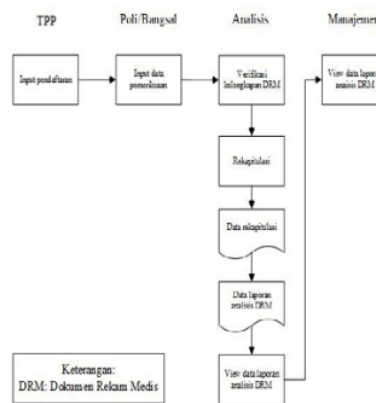 TPP
Poli/Bangsal
Analisis
Manajemen
Input pendaftaran
Input data
pemeriksaan
Verifikasi
kelengkapan DRM
View data laporan
analisis DRM
Rekapitulasi
Data rekapitulasi
Data laporan
analisis DRM
View data laporan
analisis DRM
Keterangan:
DRM: Dokumen Rekam Medis